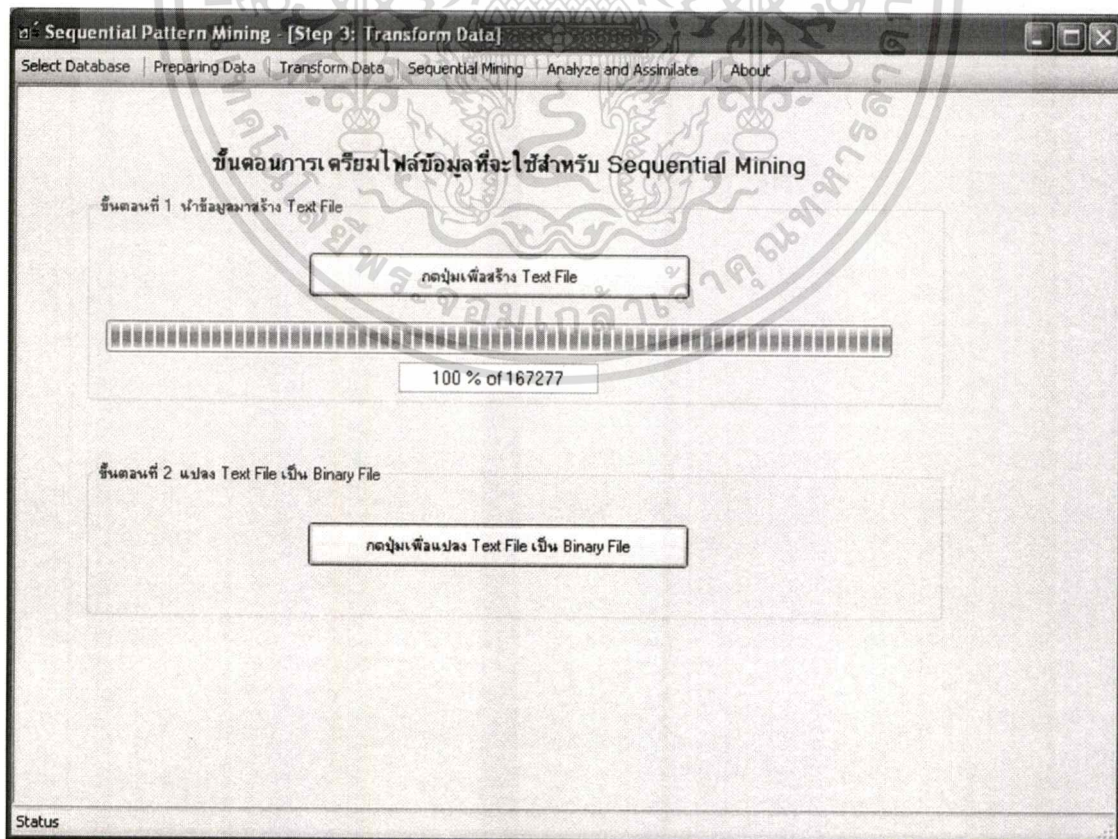 Sequential Pattern Mining - [Step 3: Transform Data]
Select Database | Preparing Data | Transform Data | Sequential Mining | Analyze and Assimilate | About
ขั้นตอนการเตรียมไฟล์ข้อมูลที่จะใช้สำหรับ Sequential Mining
ขั้นตอนที่ 1 นำข้อมูลมาสร้าง Text File
กดปุ่มเพื่อสร้าง Text File
100 % of 167277
ขั้นตอนที่ 2 แปลง Text File เป็น Binary File
กดปุ่มเพื่อแปลง Text File เป็น Binary File
Status